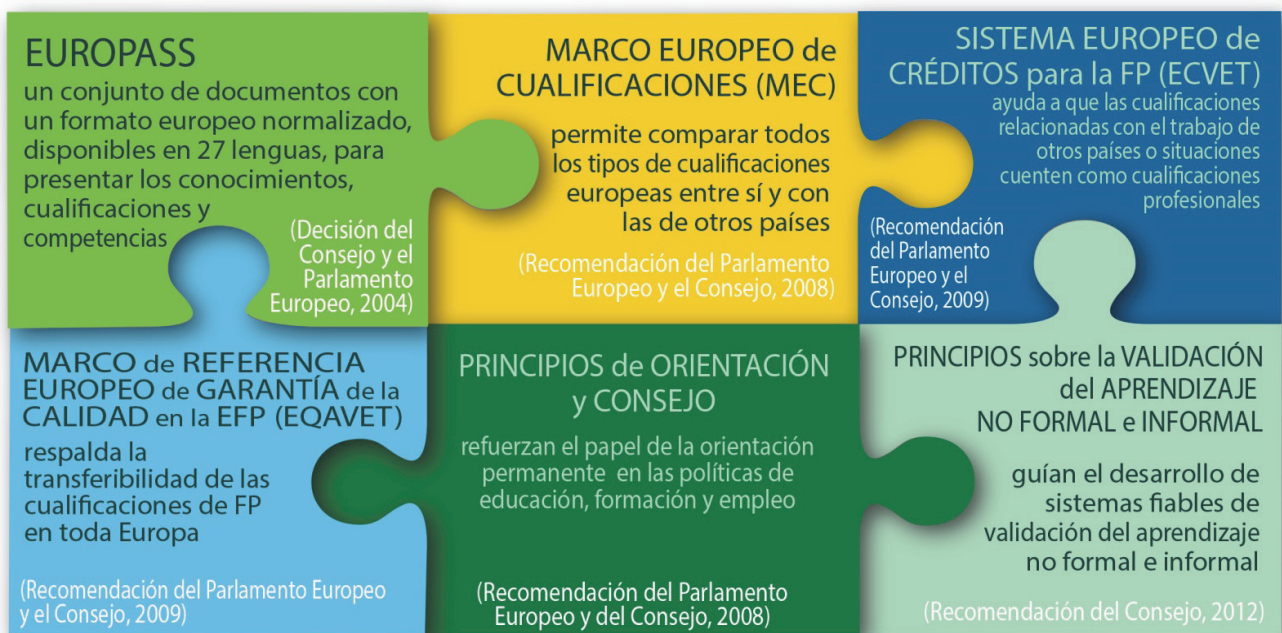 EUROPASS
un conjunto de documentos con
un formato europeo normalizado,
disponibles en 27 lenguas, para
presentar los conocimientos,
cualificaciones y
competencias
(Decisión del
Consejo y el
Parlamento
Europeo, 2004)
MARCO EUROPEO de
CUALIFICACIONES (MEC)
permite comparar todos
los tipos de cualificaciones
europeas entre sí y con
las de otros países
(Recomendación del Parlamento
Europeo y el Consejo, 2008)
SISTEMA EUROPEO de
CRÉDITOS para la FP (ECVET)
ayuda a que las cualificaciones
relacionadas con el trabajo de
otros países o situaciones
cuenten como cualificaciones
profesionales
(Recomendación
del Parlamento
Europeo y el
Consejo, 2009)
MARCO de REFERENCIA
EUROPEO de GARANTÍA de la
CALIDAD en la EFP (EQAVET)
respalda la
transferibilidad de las
cualificaciones de FP
en toda Europa
(Recomendación del Parlamento Europeo
y el Consejo, 2009)
PRINCIPIOS de ORIENTACIÓN
y CONSEJO
refuerzan el papel de la orientación
permanente en las políticas de
educación, formación y empleo
(Recomendación del Parlamento
Europeo y del Consejo, 2008)
PRINCIPIOS sobre la VALIDACIÓN
del APRENDIZAJE
NO FORMAL e INFORMAL
guían el desarrollo de
sistemas fiables de
validación del aprendizaje
no formal e informal
(Recomendación del Consejo, 2012)